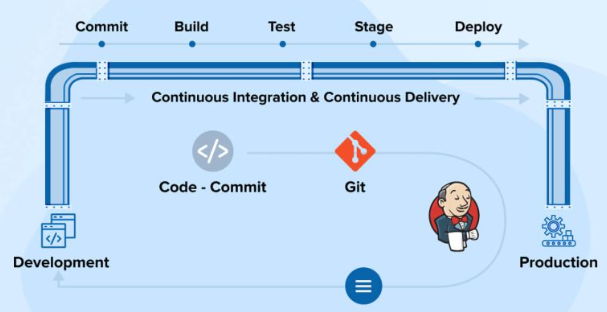 Commit Build Test Stage Deploy
Continuous Integration & Continuous Delivery
</>
Code - Commit Git
</>
Development Production